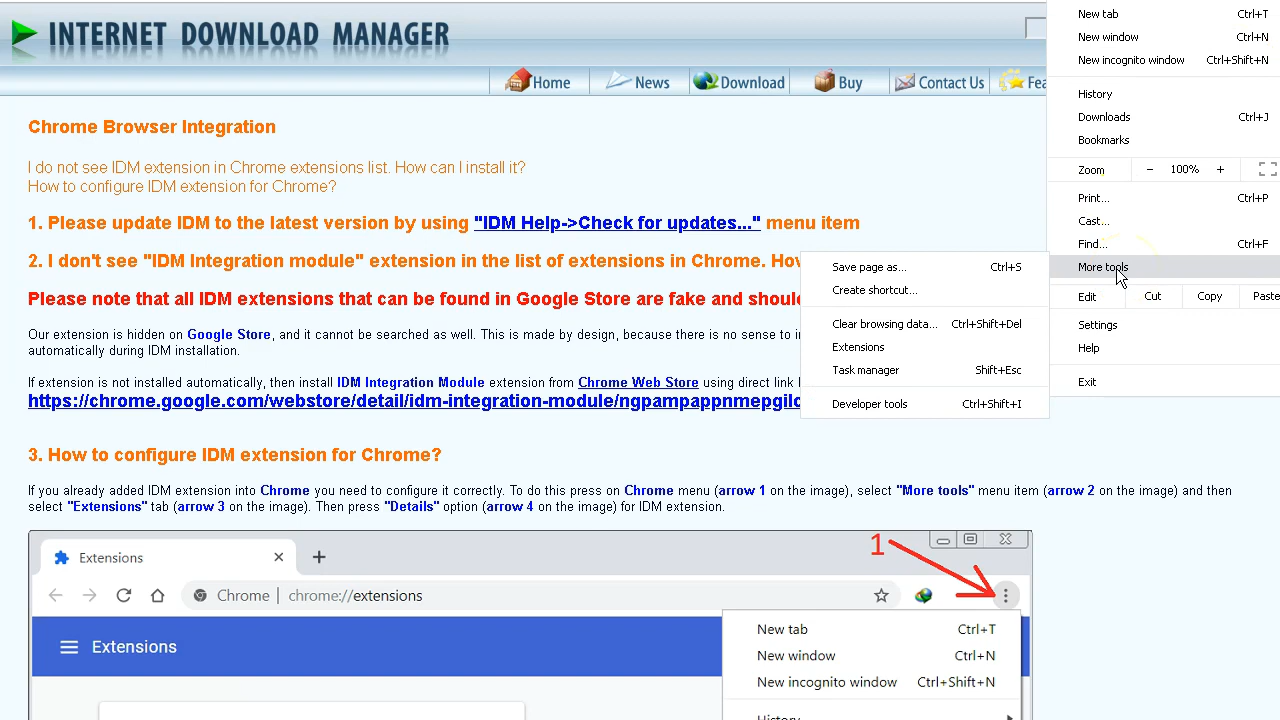 INTERNET DOWNLOAD MANAGER
Home
News
Download
Buy
Contact Us
Chrome Browser Integration
I do not see IDM extension in Chrome extensions list. How can I install it?
How to configure IDM extension for Chrome?
1. Please update IDM to the latest version by using "IDM Help->Check for updates..." menu item
2. I don't see "IDM Integration module" extension in the list of extensions in Chrome.
Please note that all IDM extensions that can be found in Google Store are fake and
Our extension is hidden on Google Store, and it cannot be searched as well. This is made by design, because there is no sense to
automatically during IDM installation.
If extension is not installed automatically, then install IDM Integration Module extension from Chrome Web Store using direct link
https://chrome.google.com/webstore/detail/idm-integration-module/ngpampappnmepgilo
3. How to configure IDM extension for Chrome?
If you already added IDM extension into Chrome you need to configure it correctly. To do this press on Chrome menu (arrow 1 on the image), select "More tools" menu item (arrow 2 on the image) and then
select "Extensions" tab (arrow 3 on the image). Then press "Details" option (arrow 4 on the image) for IDM extension.
New tab Ctrl+T
New window Ctrl+N
New incognito window Ctrl+Shift+N
History
Downloads Ctrl+J
Bookmarks
Zoom - 100% +
Print... Ctrl+P
Cast...
Find... Ctrl+F
More tools
Edit Cut Copy Paste
Settings
Help
Exit
Save page as... Ctrl+S
Create shortcut...
Clear browsing data... Ctrl+Shift+Del
Extensions
Task manager Shift+Esc
Developer tools Ctrl+Shift+I
Extensions
1
Chrome | chrome://extensions
Extensions
New tab Ctrl+T
New window Ctrl+N
New incognito window Ctrl+Shift+N
History